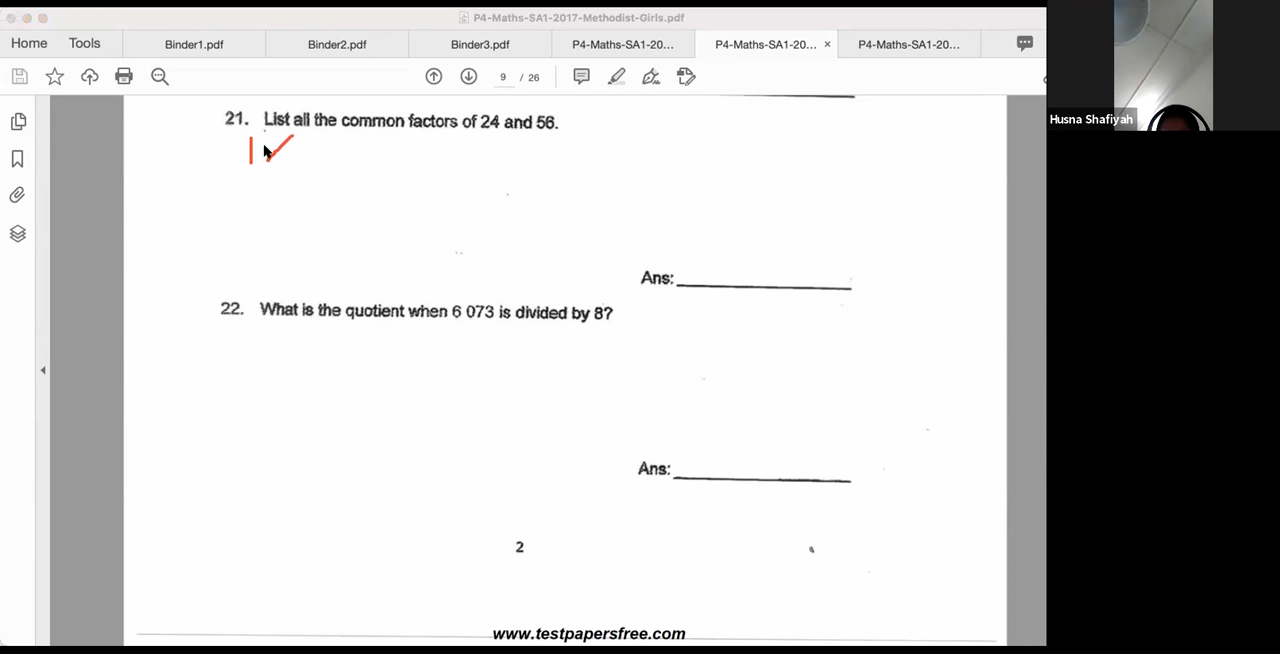 P4-Maths-SA1-2017-Methodist-Girls.pdf
Home Tools Binder1.pdf Binder2.pdf Binder3.pdf P4-Maths-SA1-20... P4-Maths-SA1-20... × P4-Maths-SA1-20...
9 / 26
Husna Shafiyah
21. List all the common factors of 24 and 56.
1 ✓
Ans:
22. What is the quotient when 6 073 is divided by 8?
Ans:
2
www.testpapersfree.com